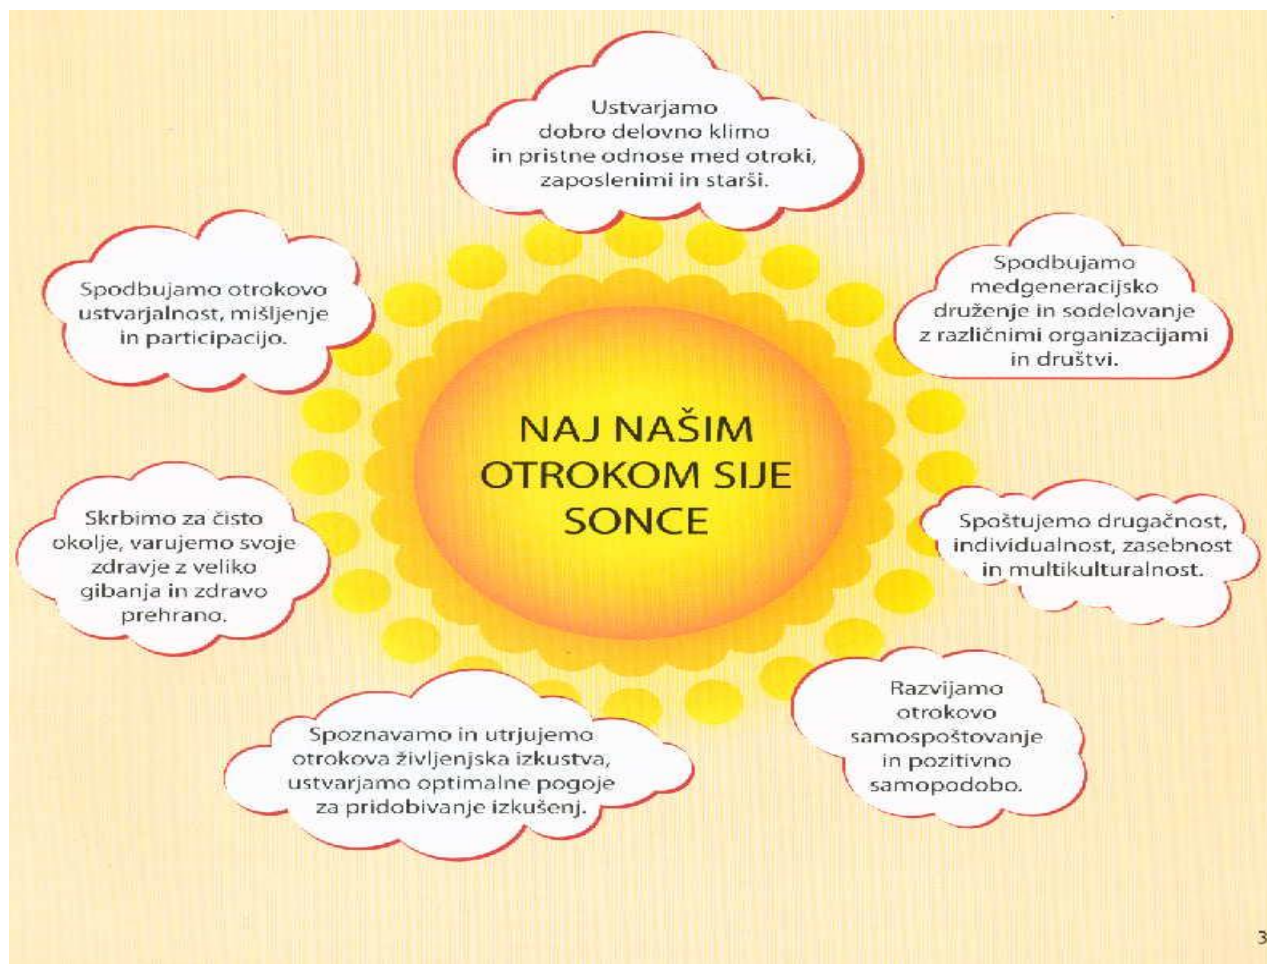 Ustvarjamo
dobro delovno klimo
in pristne odnose med otroki,
zaposlenimi in starši.
Spodbujamo otrokovo
ustvarjalnost, mišljenje
in participacijo.
Spodbujamo
medgeneracijsko
druženje in sodelovanje
z različnimi organizacijami
in društvi.
NAJ NAŠIM
OTROKOM SIJE
SONCE
Skrbimo za čisto
okolje, varujemo svoje
zdravje z veliko
gibanja in zdravo
prehrano.
Spoštujemo drugačnost,
individualnost, zasebnost
in multikulturalnost.
Spoznavamo in utrjujemo
otrokova življenjska izkustva,
ustvarjamo optimalne pogoje
za pridobivanje izkušenj.
Razvijamo
otrokovo
samospoštovanje
in pozitivno
samopodobo.
3